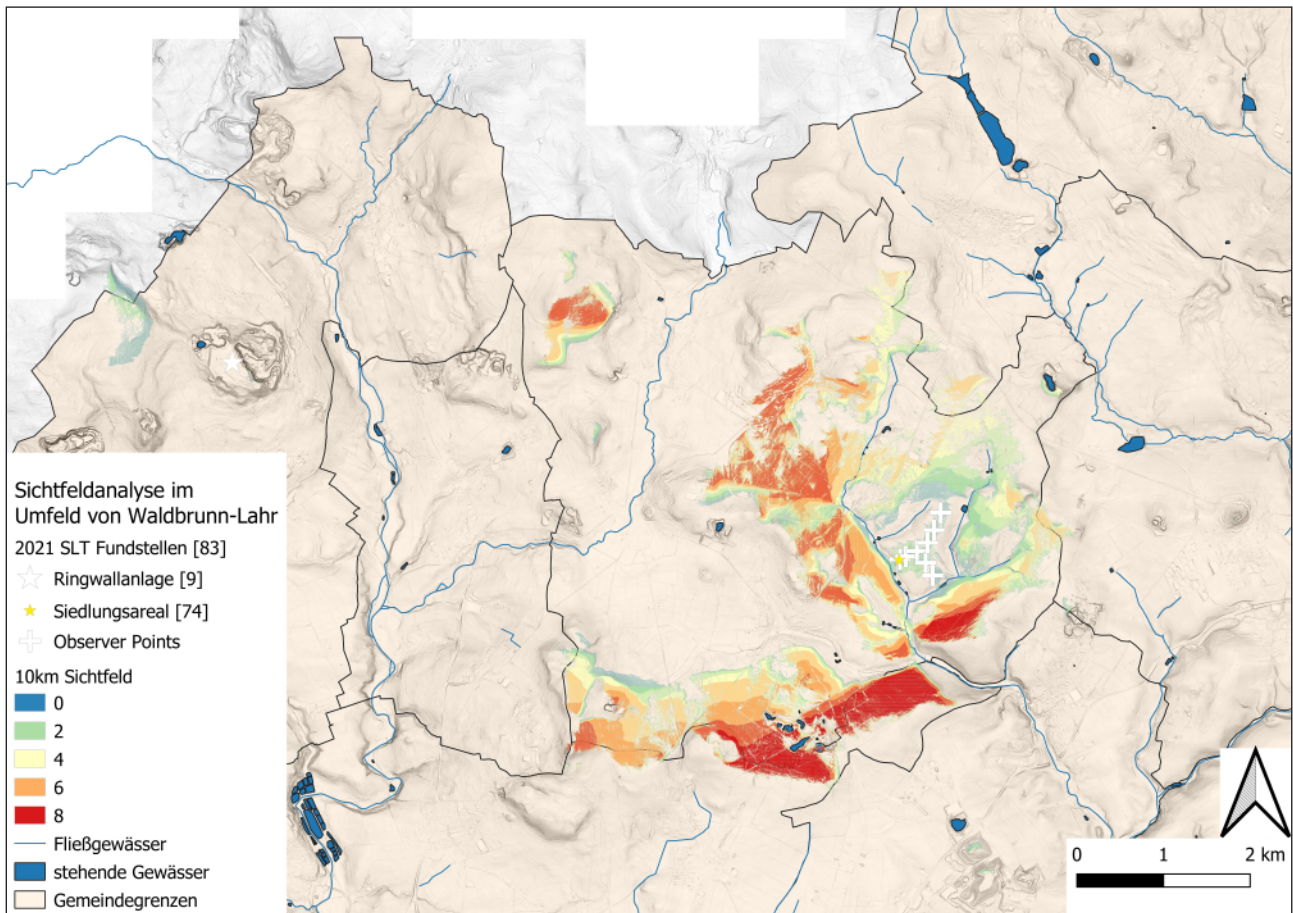 Sichtfeldanalyse im
Umfeld von Waldbrunn-Lahr
2021 SLT Fundstellen [83]
Ringwallanlage [9]
Siedlungsareal [74]
Observer Points
10km Sichtfeld
0
2
4
6
8
Fließgewässer
stehende Gewässer
Gemeindegrenzen
0 1 2 km